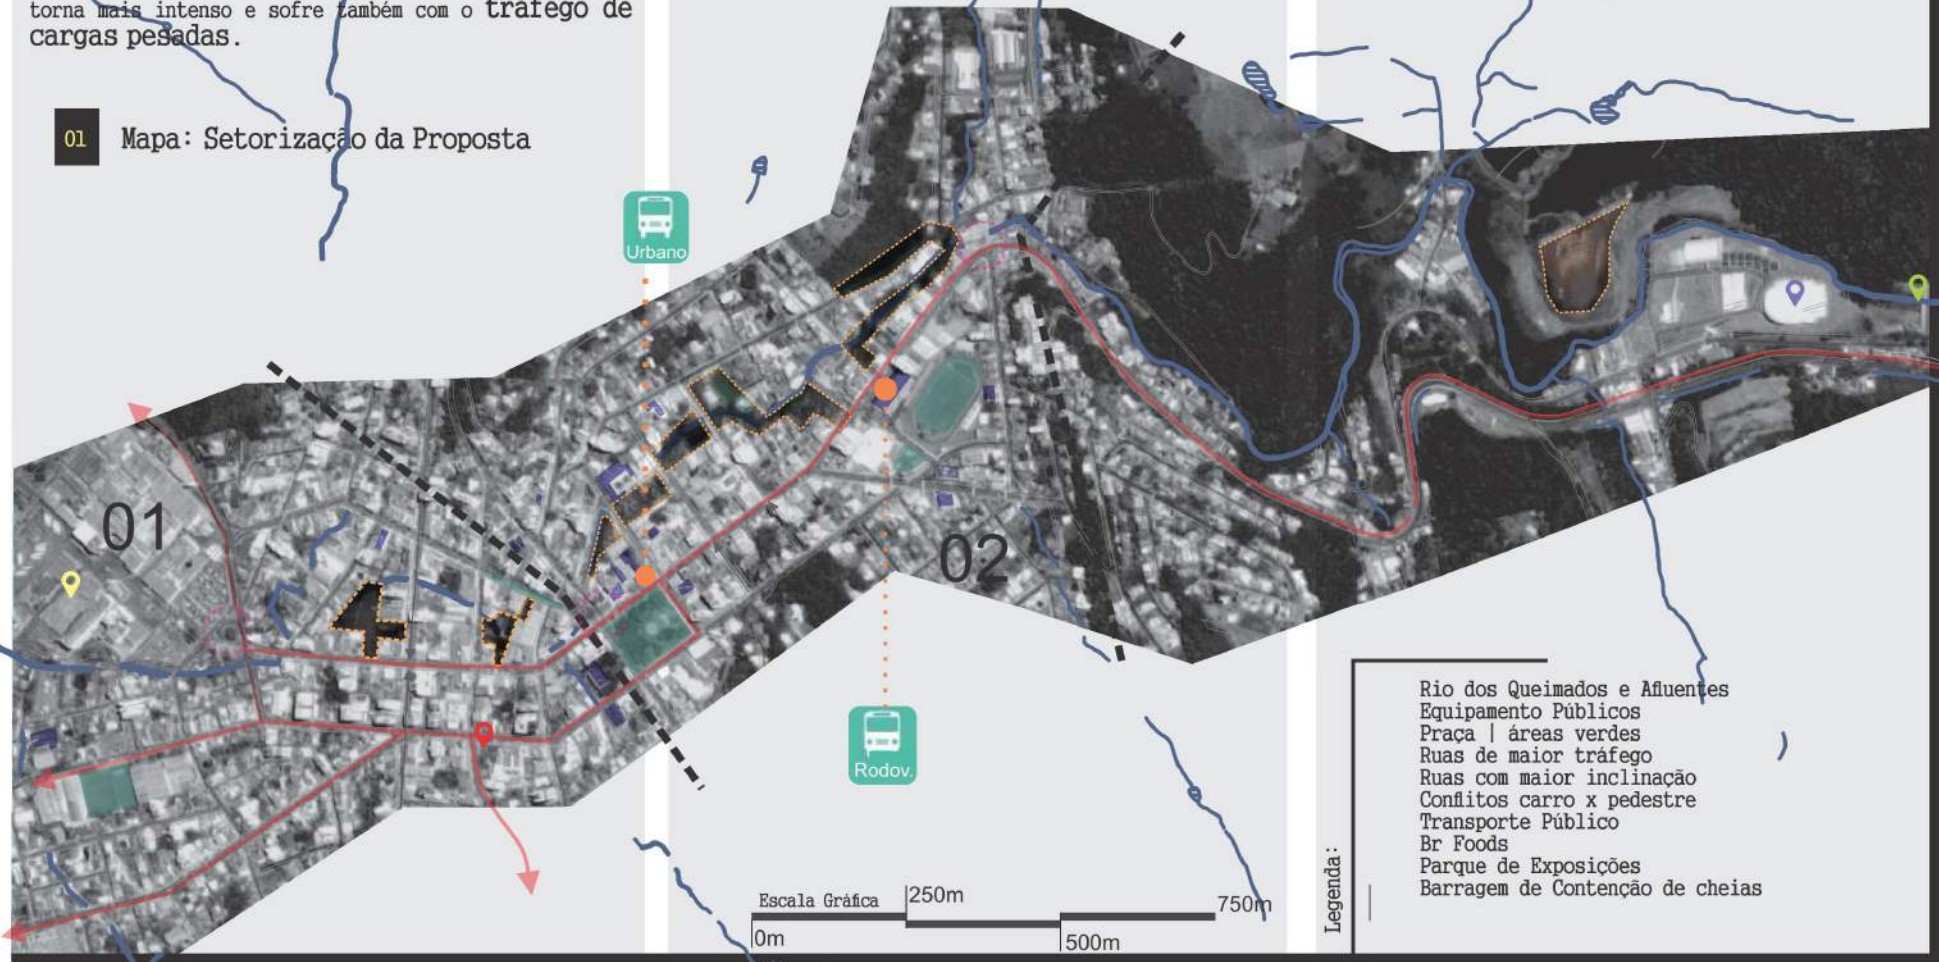 torna mais intenso e sofre também com o tráfego de
cargas pesadas.
01 Mapa: Setorização da Proposta
Urbano
01
02
Rodov.
Escala Gráfica
0m
250m
500m
750m
Legenda:
Rio dos Queimados e Afluentes
Equipamento Públicos
Praça | áreas verdes
Ruas de maior tráfego
Ruas com maior inclinação
Conflitos carro x pedestre
Transporte Público
Br Foods
Parque de Exposições
Barragem de Contenção de cheias